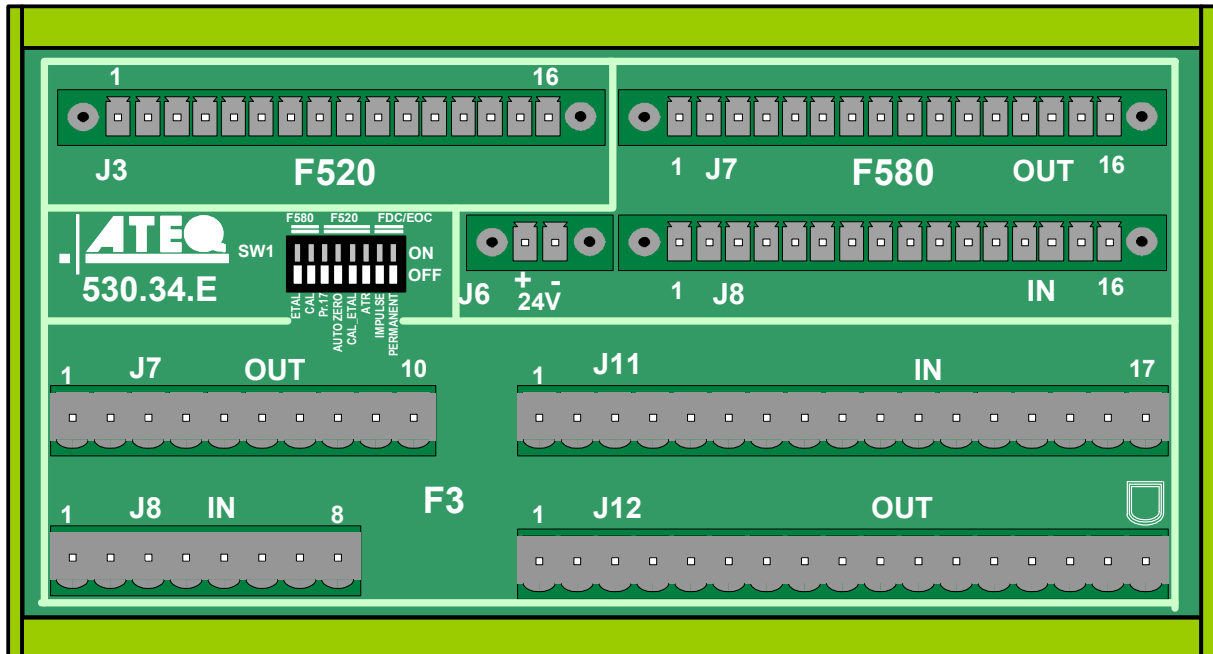 1 16
J3 F520
1 J7 F580 OUT 16
ATEQ
530.34.E
F580 F520 FDC/EOC
SW1 ON
OFF
ETAL
CAL
Pr.17
AUTO ZERO
CAL_ETAL
ATR
IMPULSE
PERMANENT
+ -
J6 24V
1 J8 IN 16
1 J7 OUT 10
1 J11 IN 17
F3
1 J8 IN 8
1 J12 OUT